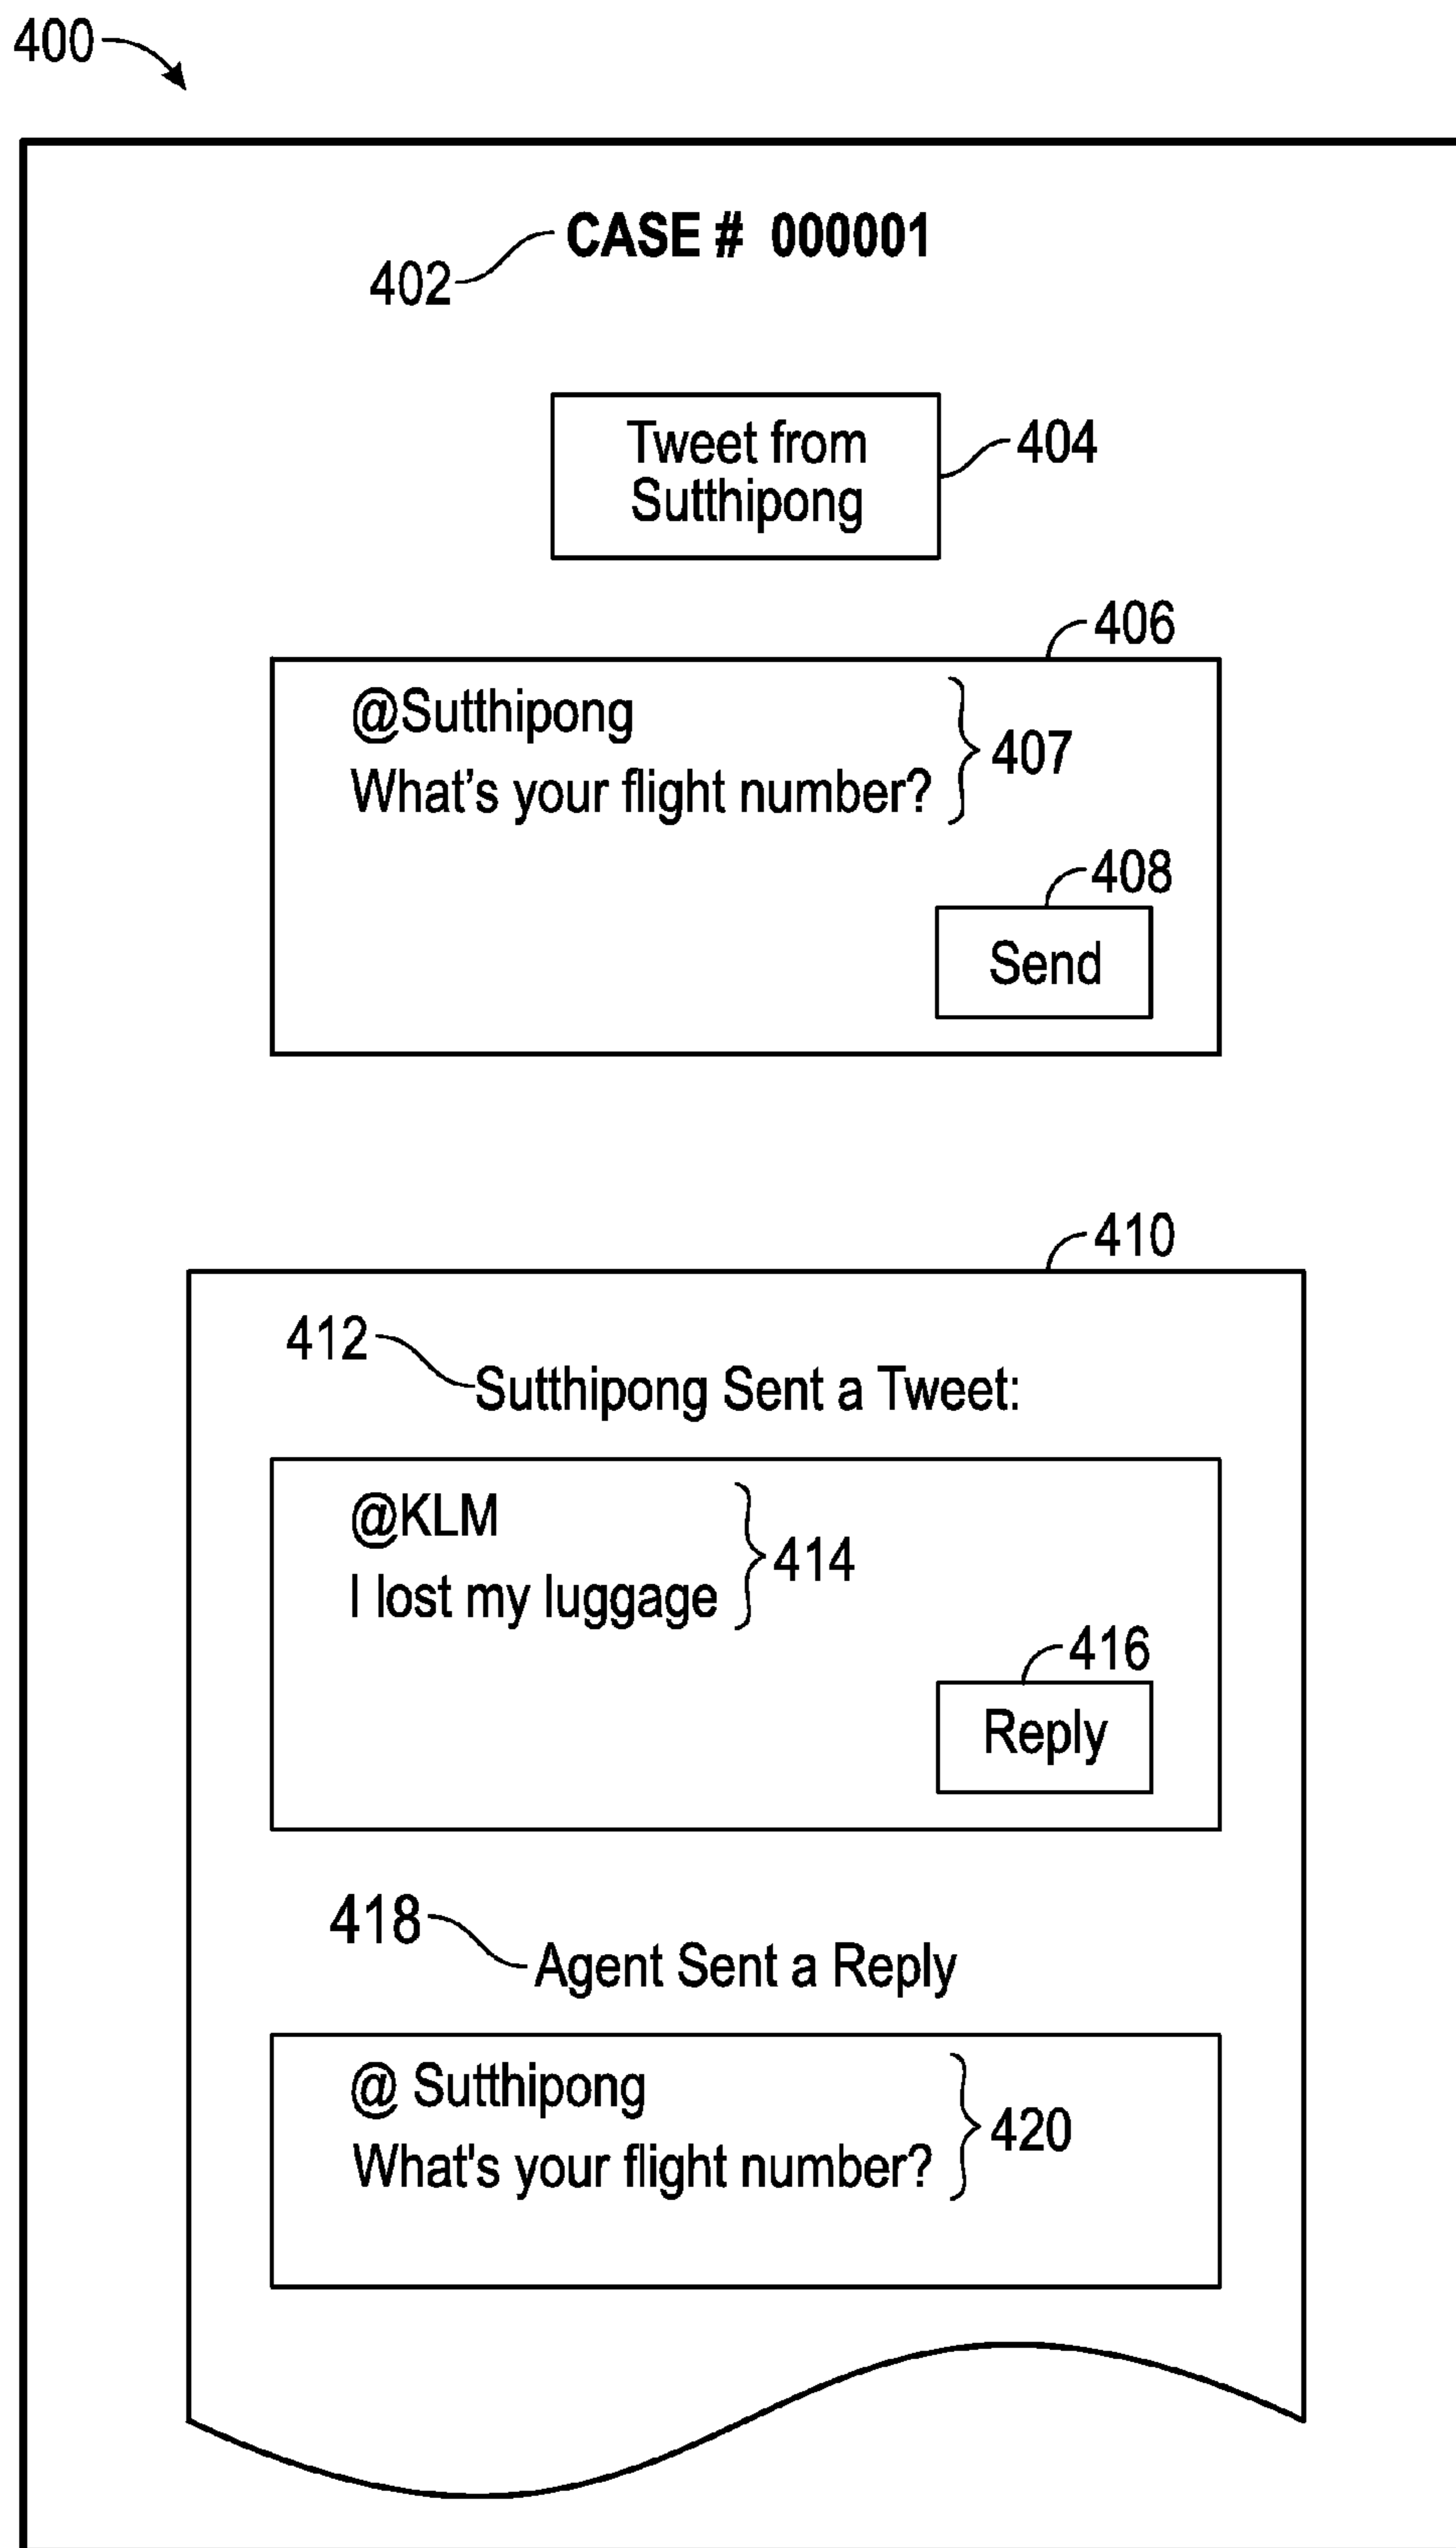 400
CASE # 000001
402
Tweet from
Sutthipong
404
406
@Sutthipong
What’s your flight number?
407
408
Send
410
412
Sutthipong Sent a Tweet:
@KLM
I lost my luggage
414
416
Reply
418
Agent Sent a Reply
@ Sutthipong
What's your flight number?
420